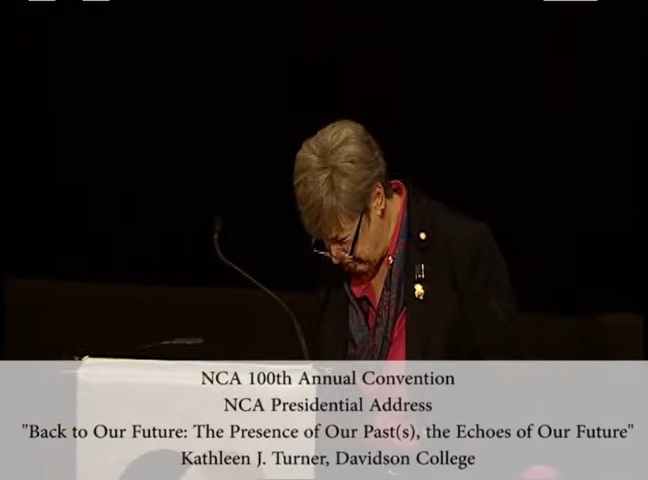 NCA 100th Annual Convention
NCA Presidential Address
"Back to Our Future: The Presence of Our Past(s), the Echoes of Our Future"
Kathleen J. Turner, Davidson College